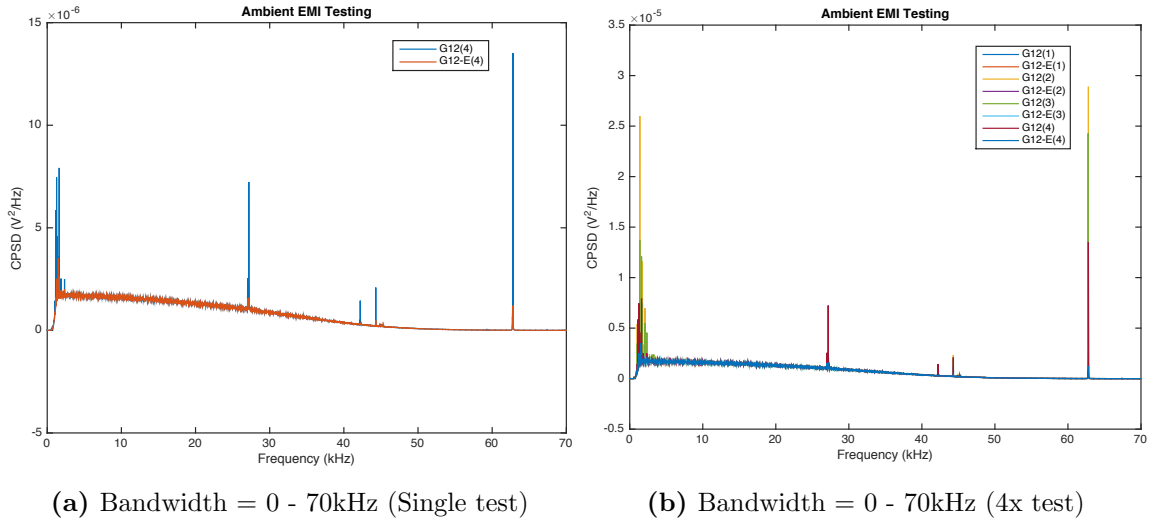 Ambient EMI Testing
15 ×10-6
10
5
0
-5
CPSD (V2/Hz)
G12(4)
G12-E(4)
0 10 20 30 40 50 60 70
Frequency (kHz)
(a) Bandwidth = 0 - 70kHz (Single test)
Ambient EMI Testing
3.5 ×10-5
3
2.5
2
1.5
1
0.5
0
-0.5
CPSD (V2/Hz)
G12(1)
G12-E(1)
G12(2)
G12-E(2)
G12(3)
G12-E(3)
G12(4)
G12-E(4)
0 10 20 30 40 50 60 70
Frequency (kHz)
(b) Bandwidth = 0 - 70kHz (4x test)